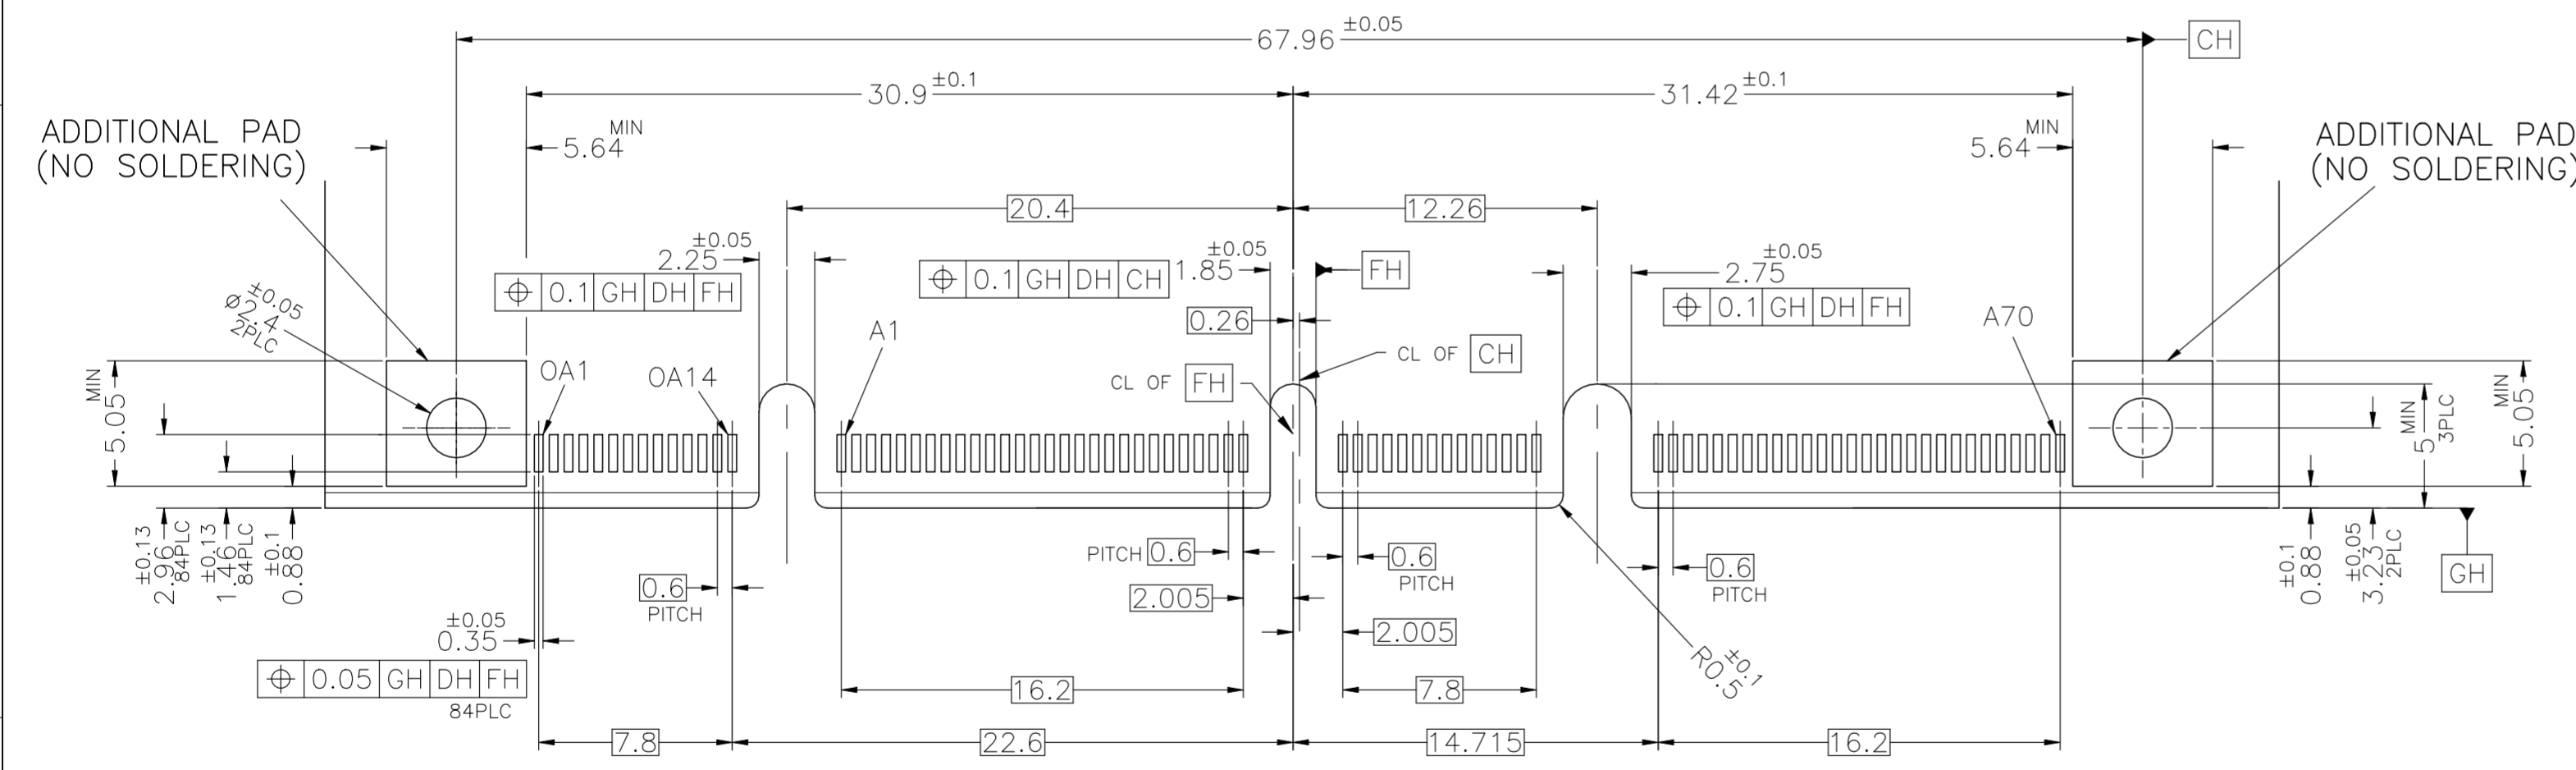 67.96 ±0.05
CH
30.9 ±0.1
31.42 ±0.1
ADDITIONAL PAD
(NO SOLDERING)
5.64 MIN
5.64 MIN
ADDITIONAL PAD
(NO SOLDERING)
20.4
12.26
2.25 ±0.05
⌖ 0.1 GH DH FH
⌖ 0.1 GH DH CH
1.85 ±0.05
FH
2.75 ±0.05
⌖ 0.1 GH DH FH
ø2.4 ±0.05
2PLC
0.26
A1
A70
OA1
OA14
CL OF FH
CL OF CH
5.05 MIN
5 MIN
3PLC
5.05 MIN
2.96 ±0.13
84PLC
1.46 ±0.13
84PLC
0.88 ±0.1
0.6
PITCH
PITCH 0.6
0.6
PITCH
0.6
PITCH
0.88 ±0.1
3.23 ±0.05
2PLC
GH
2.005
2.005
0.35 ±0.05
⌖ 0.05 GH DH FH
84PLC
R0.5 ±0.1
16.2
7.8
7.8
22.6
14.715
16.2